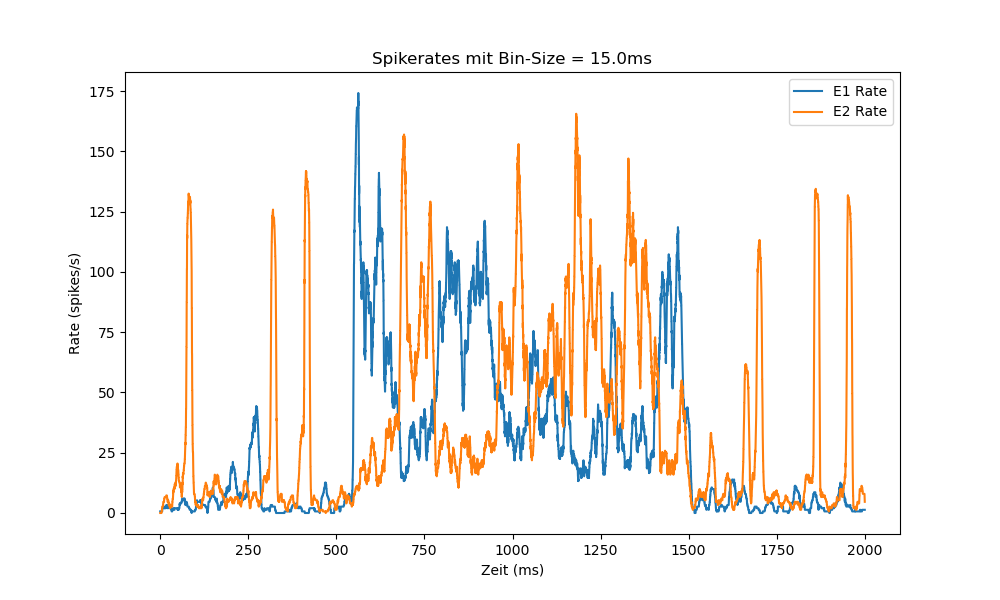 Spikerates mit Bin-Size = 15.0ms
E1 Rate
E2 Rate
Rate (spikes/s)
175
150
125
100
75
50
25
0
0 250 500 750 1000 1250 1500 1750 2000
Zeit (ms)